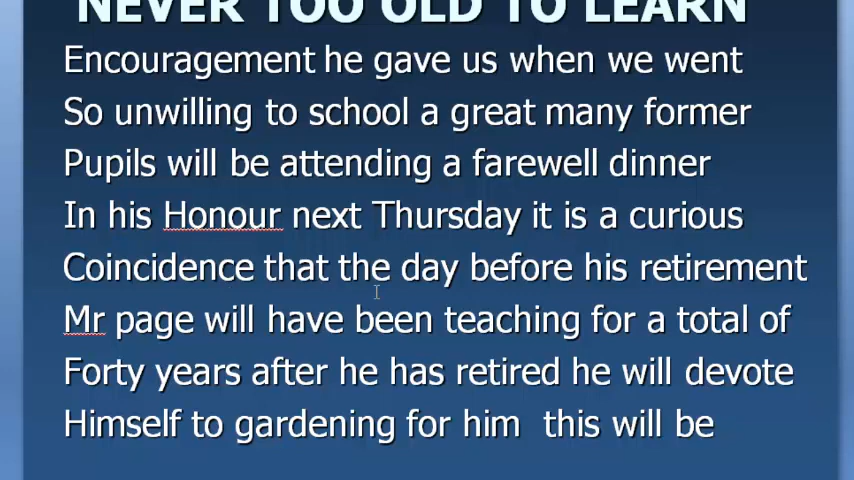 NEVER TOO OLD TO LEARN
Encouragement he gave us when we went
So unwilling to school a great many former
Pupils will be attending a farewell dinner
In his Honour next Thursday it is a curious
Coincidence that the day before his retirement
Mr page will have been teaching for a total of
Forty years after he has retired he will devote
Himself to gardening for him this will be